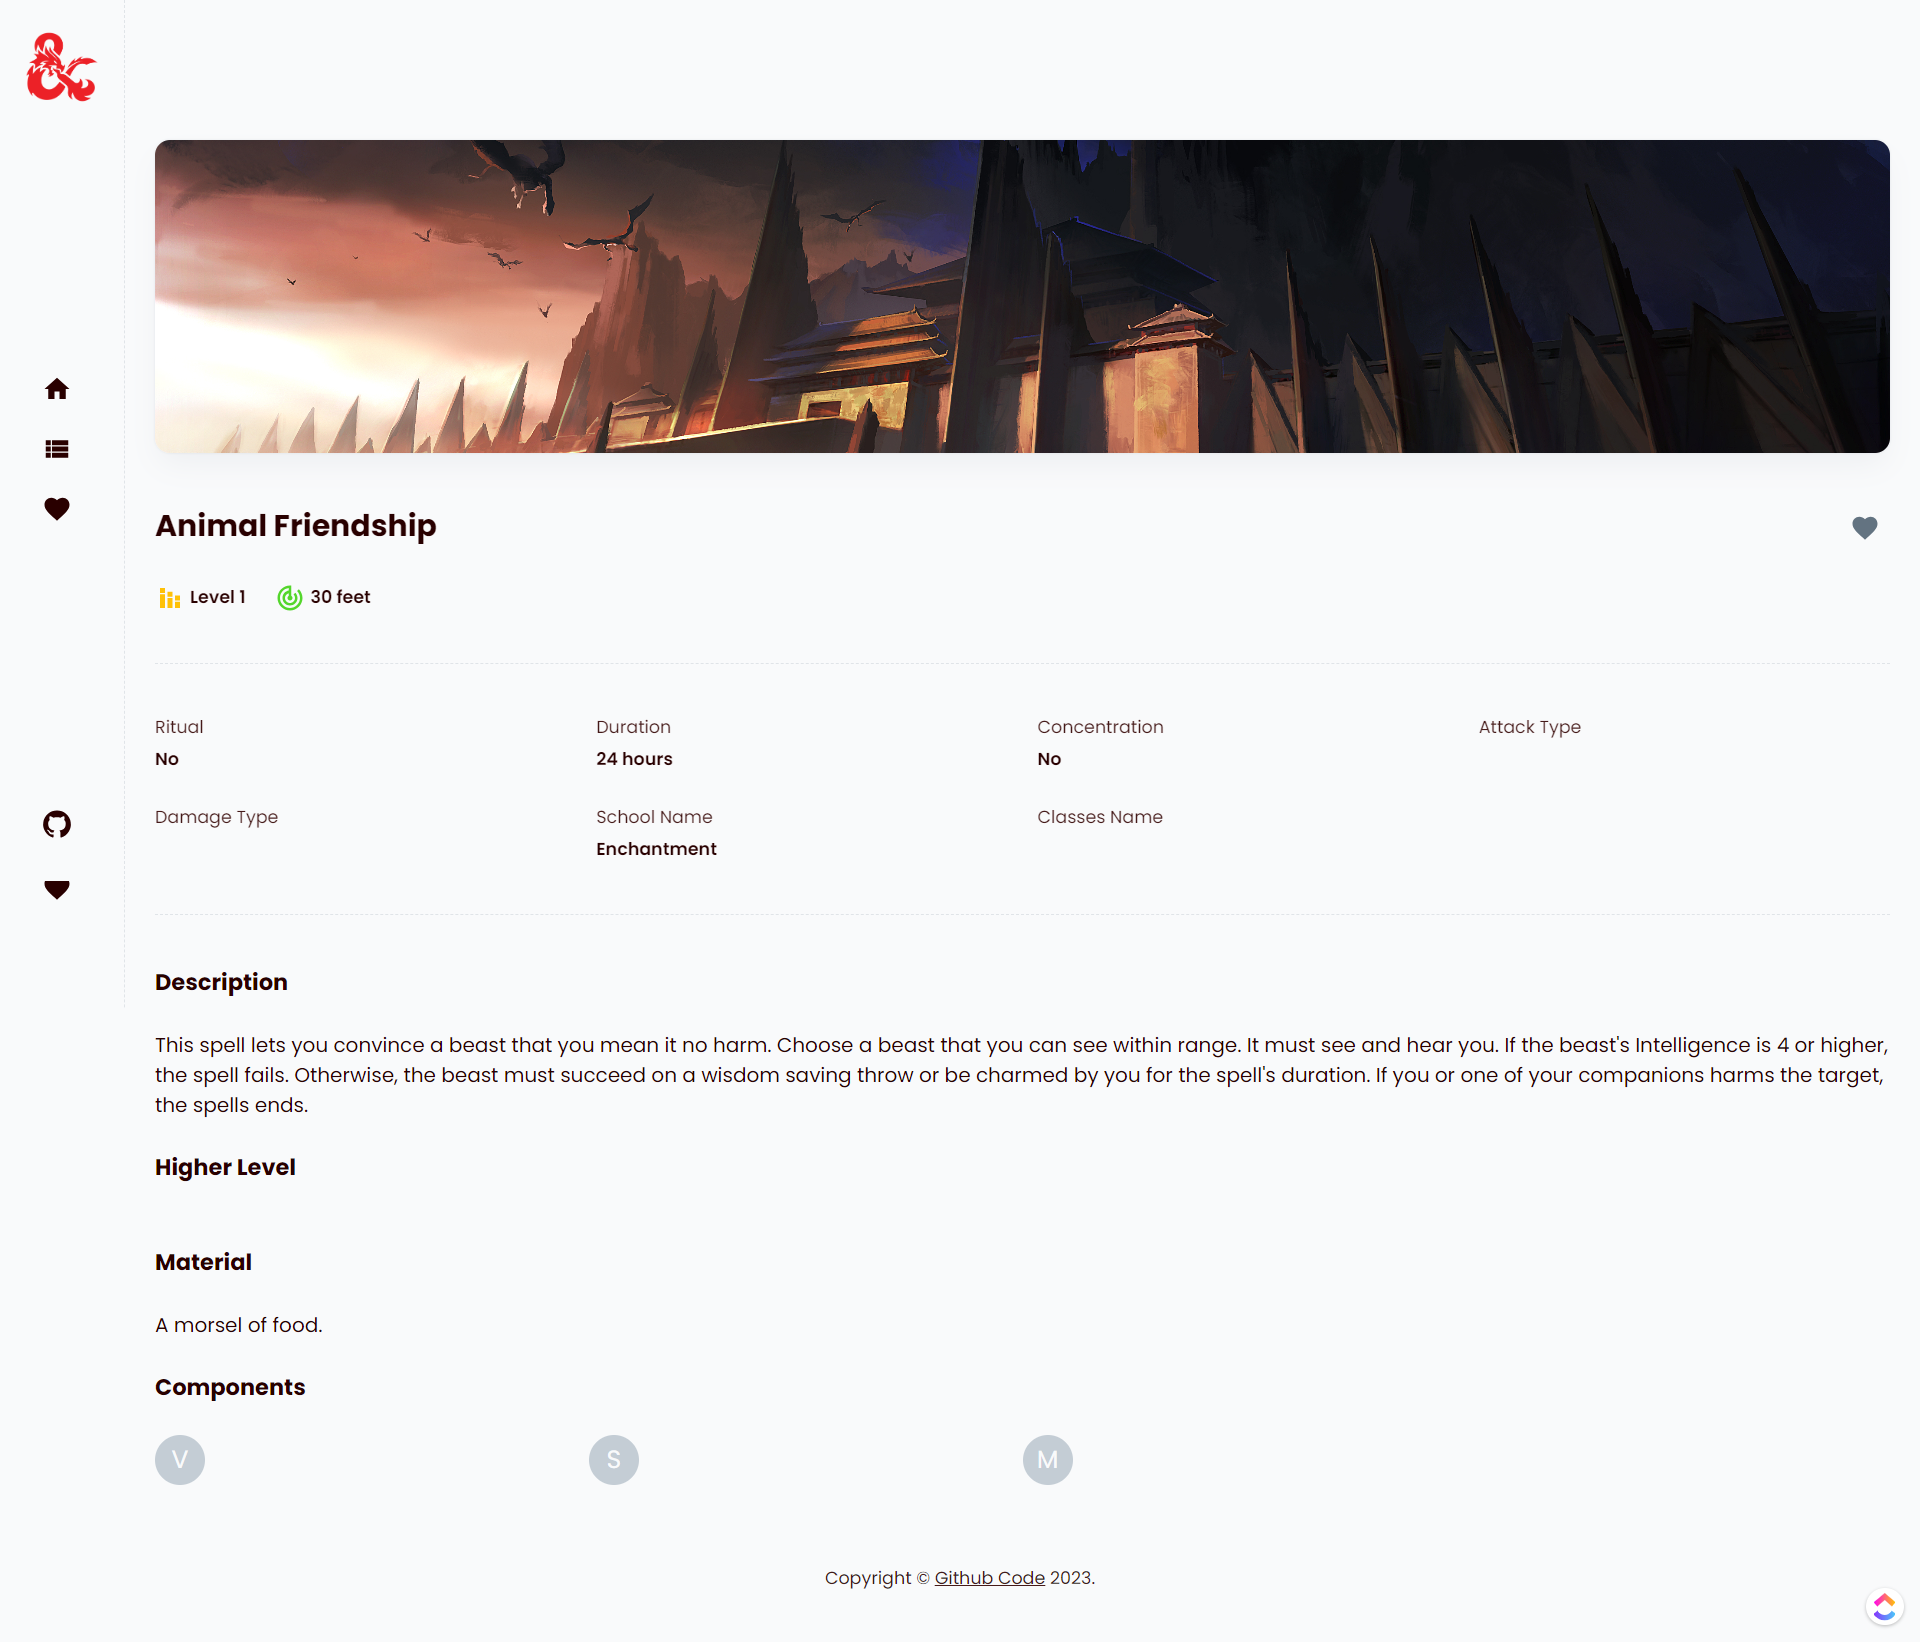 Animal Friendship
Level 1
30 feet
Ritual
No
Duration
24 hours
Concentration
No
Attack Type
Damage Type
School Name
Enchantment
Classes Name
Description
This spell lets you convince a beast that you mean it no harm. Choose a beast that you can see within range. It must see and hear you. If the beast's Intelligence is 4 or higher,
the spell fails. Otherwise, the beast must succeed on a wisdom saving throw or be charmed by you for the spell's duration. If you or one of your companions harms the target,
the spells ends.
Higher Level
Material
A morsel of food.
Components
V
S
M
Copyright © Github Code 2023.